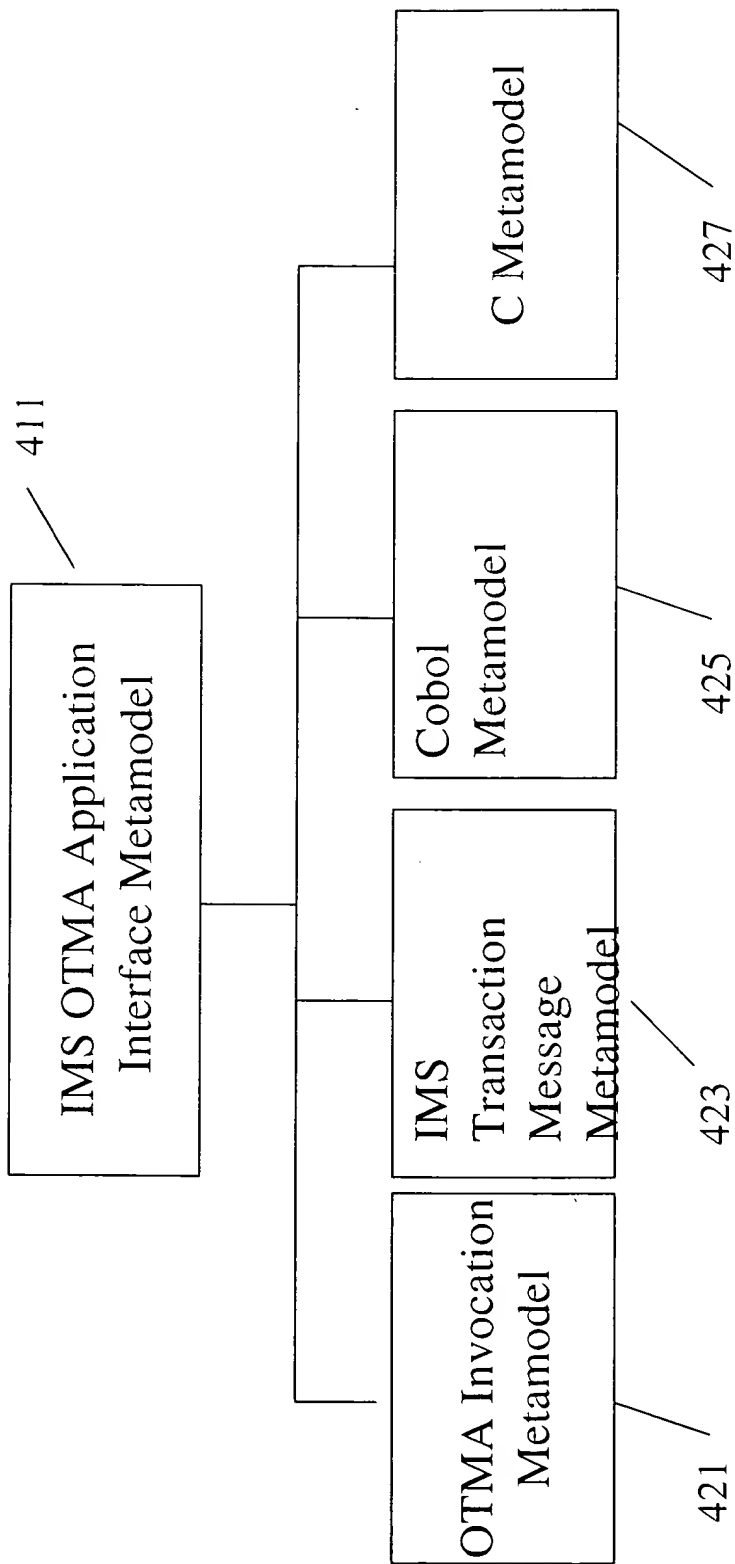 IMS OTMA Application
Interface Metamodel
411
OTMA Invocation
Metamodel
421
IMS
Transaction
Message
Metamodel
423
Cobol
Metamodel
425
C Metamodel
427